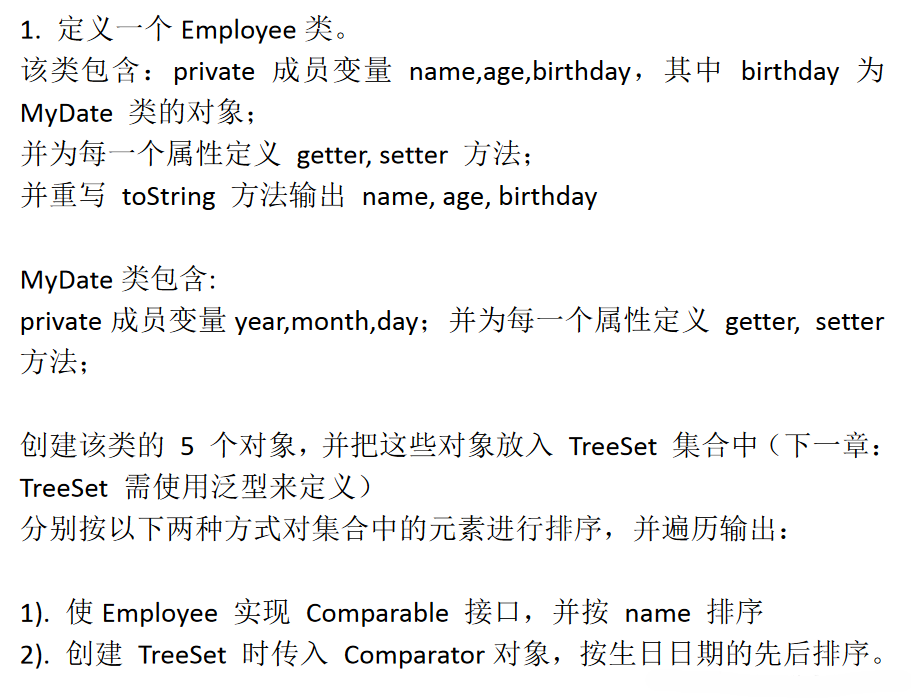 1. 定义一个 Employee 类。
该类包含：private 成员变量 name,age,birthday，其中 birthday 为
MyDate 类的对象；
并为每一个属性定义 getter, setter 方法；
并重写 toString 方法输出 name, age, birthday
MyDate 类包含:
private 成员变量 year,month,day；并为每一个属性定义 getter, setter
方法；
创建该类的 5 个对象，并把这些对象放入 TreeSet 集合中（下一章：
TreeSet 需使用泛型来定义）
分别按以下两种方式对集合中的元素进行排序，并遍历输出：
1). 使 Employee 实现 Comparable 接口，并按 name 排序
2). 创建 TreeSet 时传入 Comparator 对象，按生日日期的先后排序。